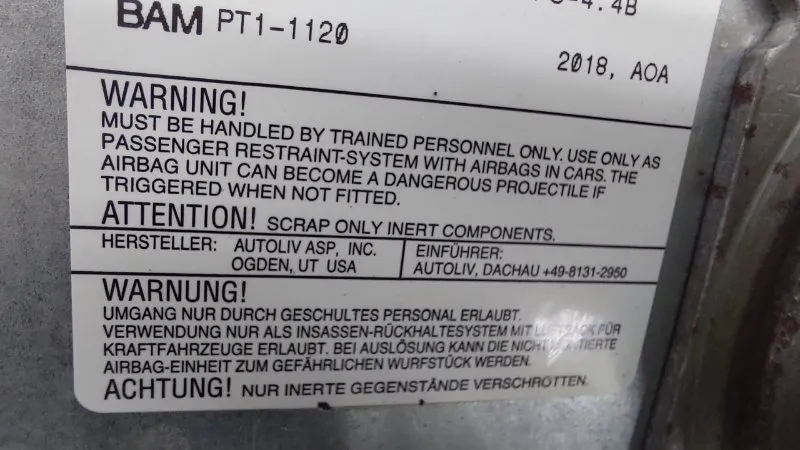 -4.4B
BAM PT1-1120
2018, AOA
WARNING!
MUST BE HANDLED BY TRAINED PERSONNEL ONLY. USE ONLY AS
PASSENGER RESTRAINT-SYSTEM WITH AIRBAGS IN CARS. THE
AIRBAG UNIT CAN BECOME A DANGEROUS PROJECTILE IF
TRIGGERED WHEN NOT FITTED.
ATTENTION! SCRAP ONLY INERT COMPONENTS.
HERSTELLER: AUTOLIV ASP, INC.
OGDEN, UT USA
EINFÜHRER:
AUTOLIV, DACHAU +49-8131-2950
WARNUNG!
UMGANG NUR DURCH GESCHULTES PERSONAL ERLAUBT.
VERWENDUNG NUR ALS INSASSEN-RÜCKHALTESYSTEM MIT FÜR
KRAFTFAHRZEUGE ERLAUBT. BEI AUSLÖSUNG KANN DIE
AIRBAG-EINHEIT ZUM GEFÄHRLICHEN WURFSTÜCK WERDEN.
ACHTUNG! NUR INERTE GEGENSTÄNDE VERSCHROTTEN.